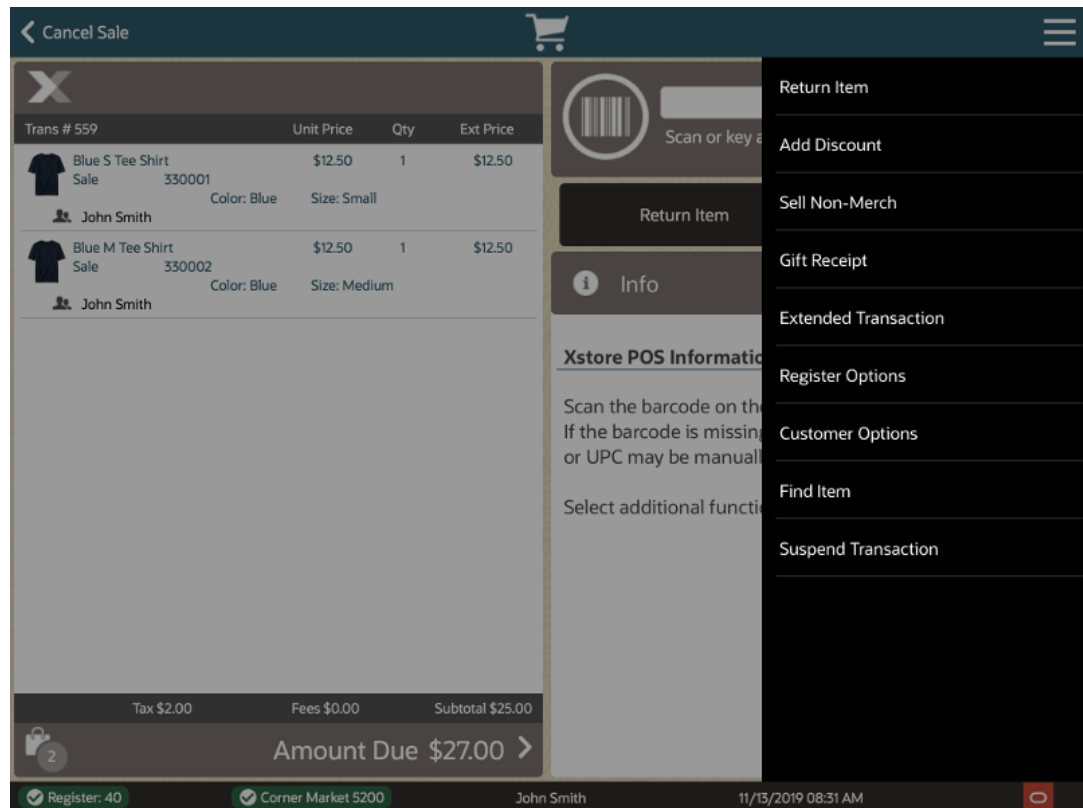 Cancel Sale
Trans # 559 Unit Price Qty Ext Price
Blue S Tee Shirt $12.50 1 $12.50
Sale 330001
Color: Blue Size: Small
John Smith
Blue M Tee Shirt $12.50 1 $12.50
Sale 330002
Color: Blue Size: Medium
John Smith
Tax $2.00 Fees $0.00 Subtotal $25.00
2
Amount Due $27.00
Scan or key a
Return Item
Info
Xstore POS Informatio
Scan the barcode on the
If the barcode is missing
or UPC may be manuall
Select additional functio
Return Item
Add Discount
Sell Non-Merch
Gift Receipt
Extended Transaction
Register Options
Customer Options
Find Item
Suspend Transaction
Register: 40 Corner Market 5200 John Smith 11/13/2019 08:31 AM 0